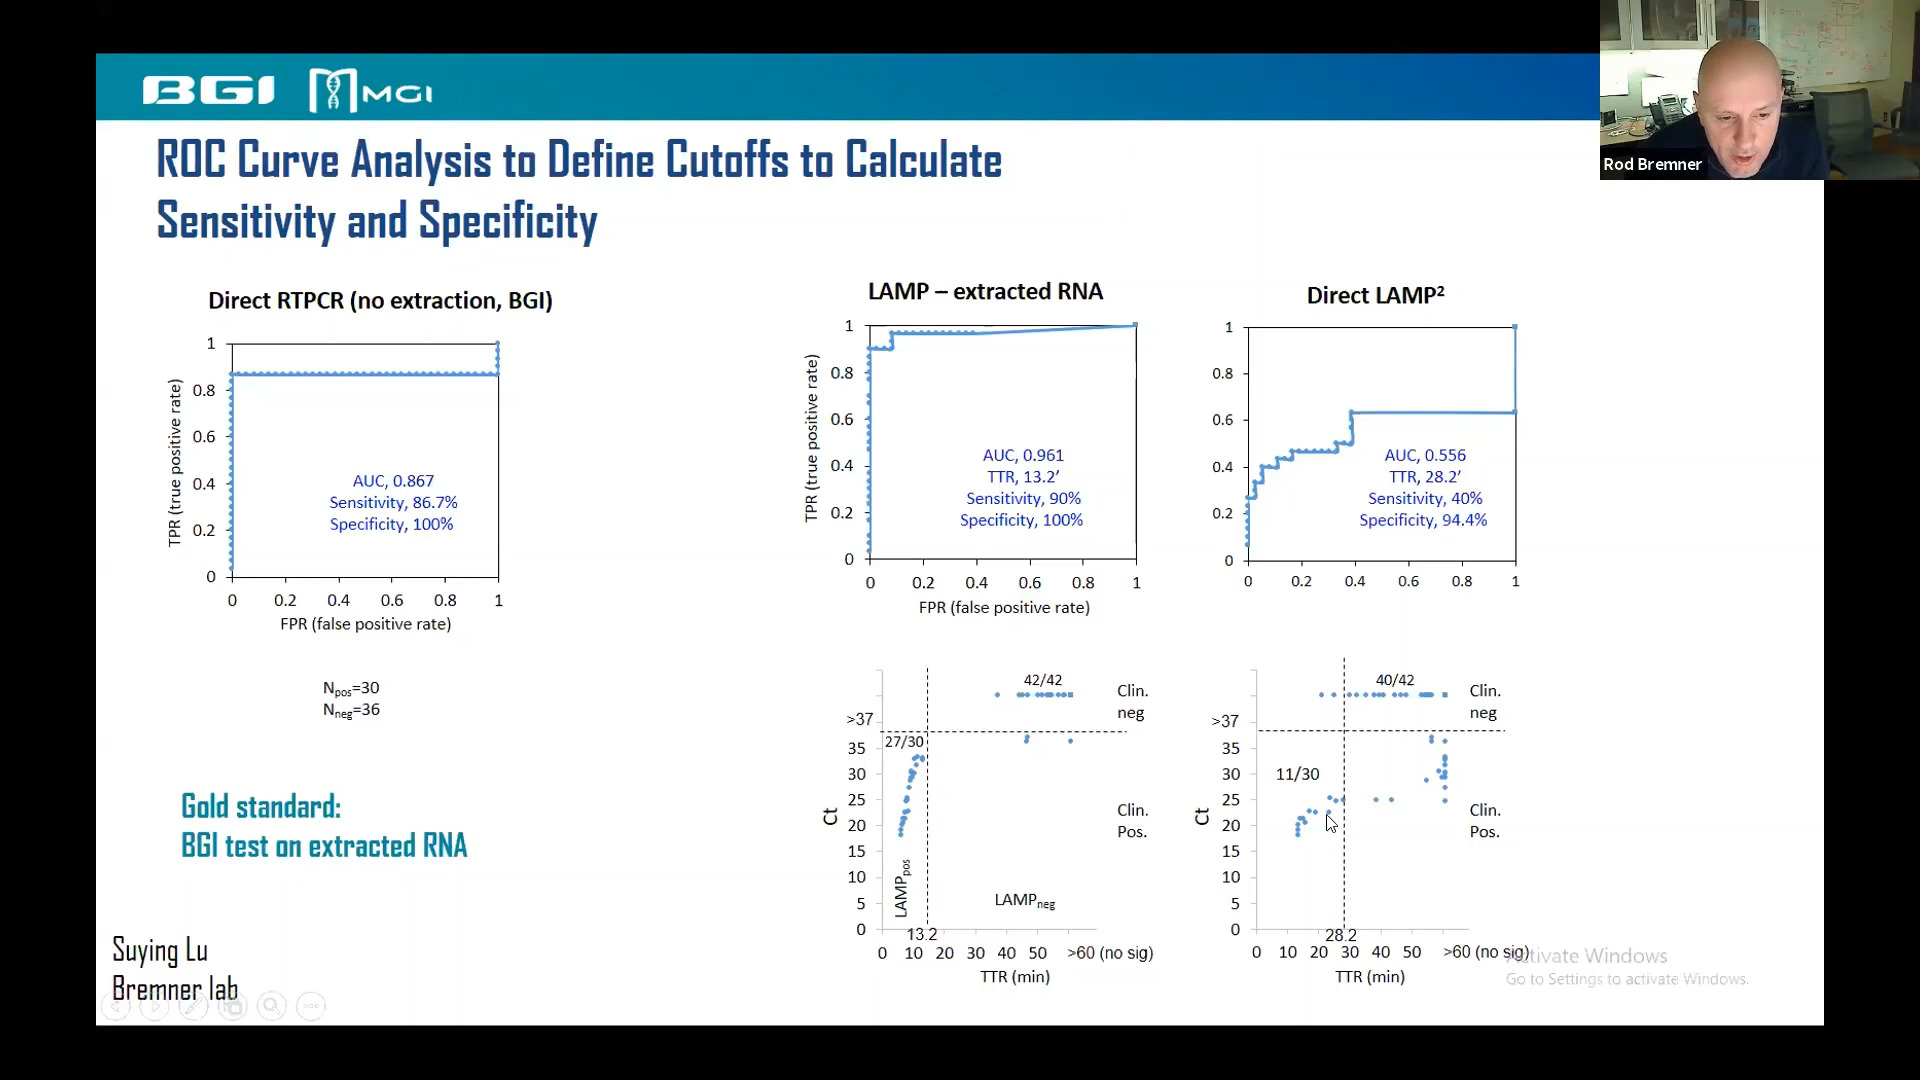 BGI MGI
Rod Bremner
ROC Curve Analysis to Define Cutoffs to Calculate
Sensitivity and Specificity
Direct RTPCR (no extraction, BGI)
TPR (true positive rate)
1
0.8
0.6
0.4
0.2
0
0 0.2 0.4 0.6 0.8 1
FPR (false positive rate)
AUC, 0.867
Sensitivity, 86.7%
Specificity, 100%
Npos=30
Nneg=36
Gold standard:
BGI test on extracted RNA
Suying Lu
Bremner lab
LAMP – extracted RNA
TPR (true positive rate)
1
0.8
0.6
0.4
0.2
0
0 0.2 0.4 0.6 0.8 1
FPR (false positive rate)
AUC, 0.961
TTR, 13.2’
Sensitivity, 90%
Specificity, 100%
Direct LAMP²
1
0.8
0.6
0.4
0.2
0
0 0.2 0.4 0.6 0.8 1
AUC, 0.556
TTR, 28.2’
Sensitivity, 40%
Specificity, 94.4%
42/42
Clin.
neg
>37
27/30
35
30
25
20
15
10
5
0
Ct
Clin.
Pos.
LAMPpos
LAMPneg
13.2
0 10 20 30 40 50 >60 (no sig)
TTR (min)
40/42
Clin.
neg
>37
11/30
35
30
25
20
15
10
5
0
Ct
Clin.
Pos.
28.2
0 10 20 30 40 50 >60 (no sig)
TTR (min)
Activate Windows
Go to Settings to activate Windows.